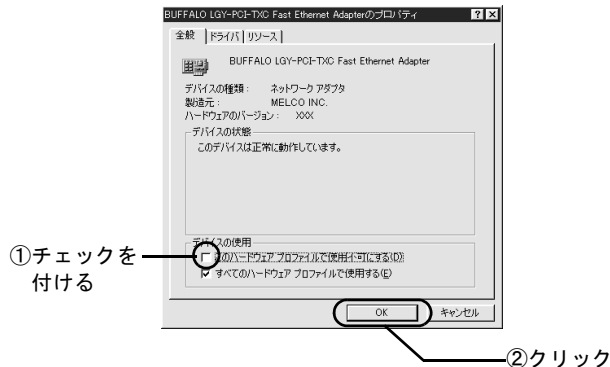 BUFFALO LGY-PCI-TXC Fast Ethernet Adapterのプロパティ
全般 ドライバ リソース
BUFFALO LGY-PCI-TXC Fast Ethernet Adapter
デバイスの種類： ネットワーク アダプタ
製造元： MELCO INC.
ハードウェアのバージョン： XXX
デバイスの状態
このデバイスは正常に動作しています。
デバイスの使用
このハードウェア プロファイルで使用不可にする(D)
すべてのハードウェア プロファイルで使用する(E)
①チェックを
付ける
OK キャンセル
②クリック